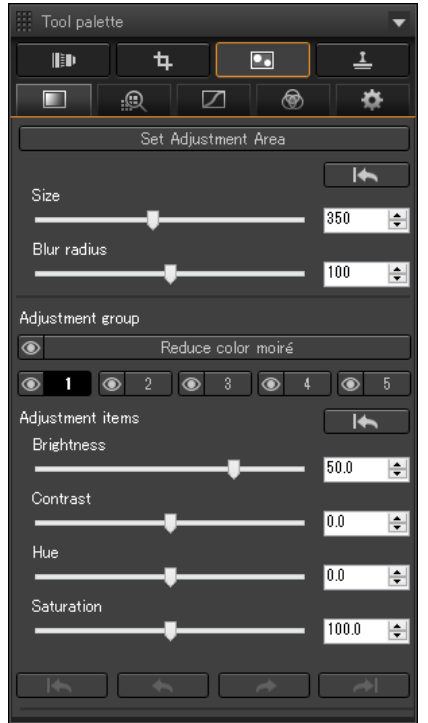 Tool palette
Set Adjustment Area
Size
350
Blur radius
100
Adjustment group
Reduce color moiré
1 2 3 4 5
Adjustment items
Brightness
50.0
Contrast
0.0
Hue
0.0
Saturation
100.0